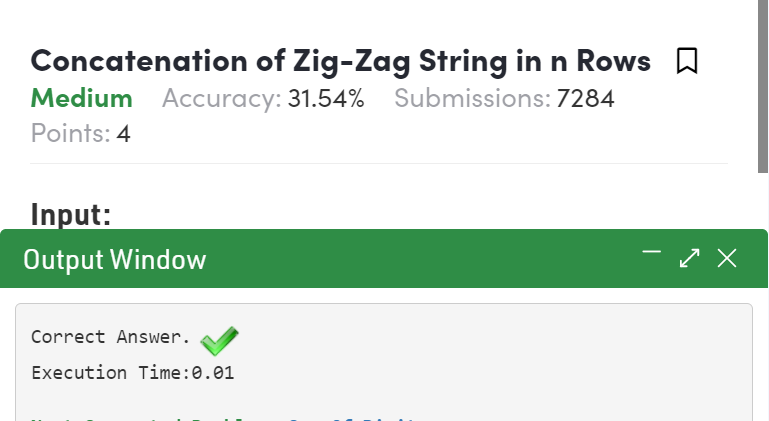 Concatenation of Zig-Zag String in n Rows
Medium Accuracy: 31.54% Submissions: 7284
Points: 4
Input:
Output Window
Correct Answer.
Execution Time:0.01